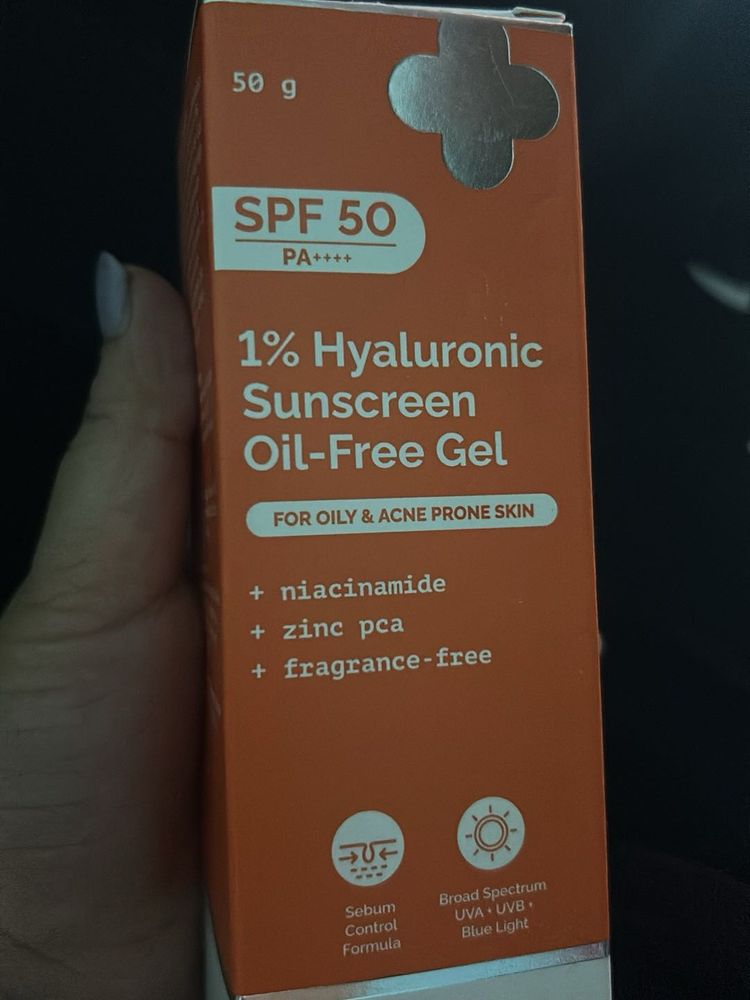 50 g
SPF 50
PA++++
1% Hyaluronic
Sunscreen
Oil-Free Gel
FOR OILY & ACNE PRONE SKIN
+ niacinamide
+ zinc pca
+ fragrance-free
Sebum
Control
Formula
Broad Spectrum
UVA + UVB +
Blue Light